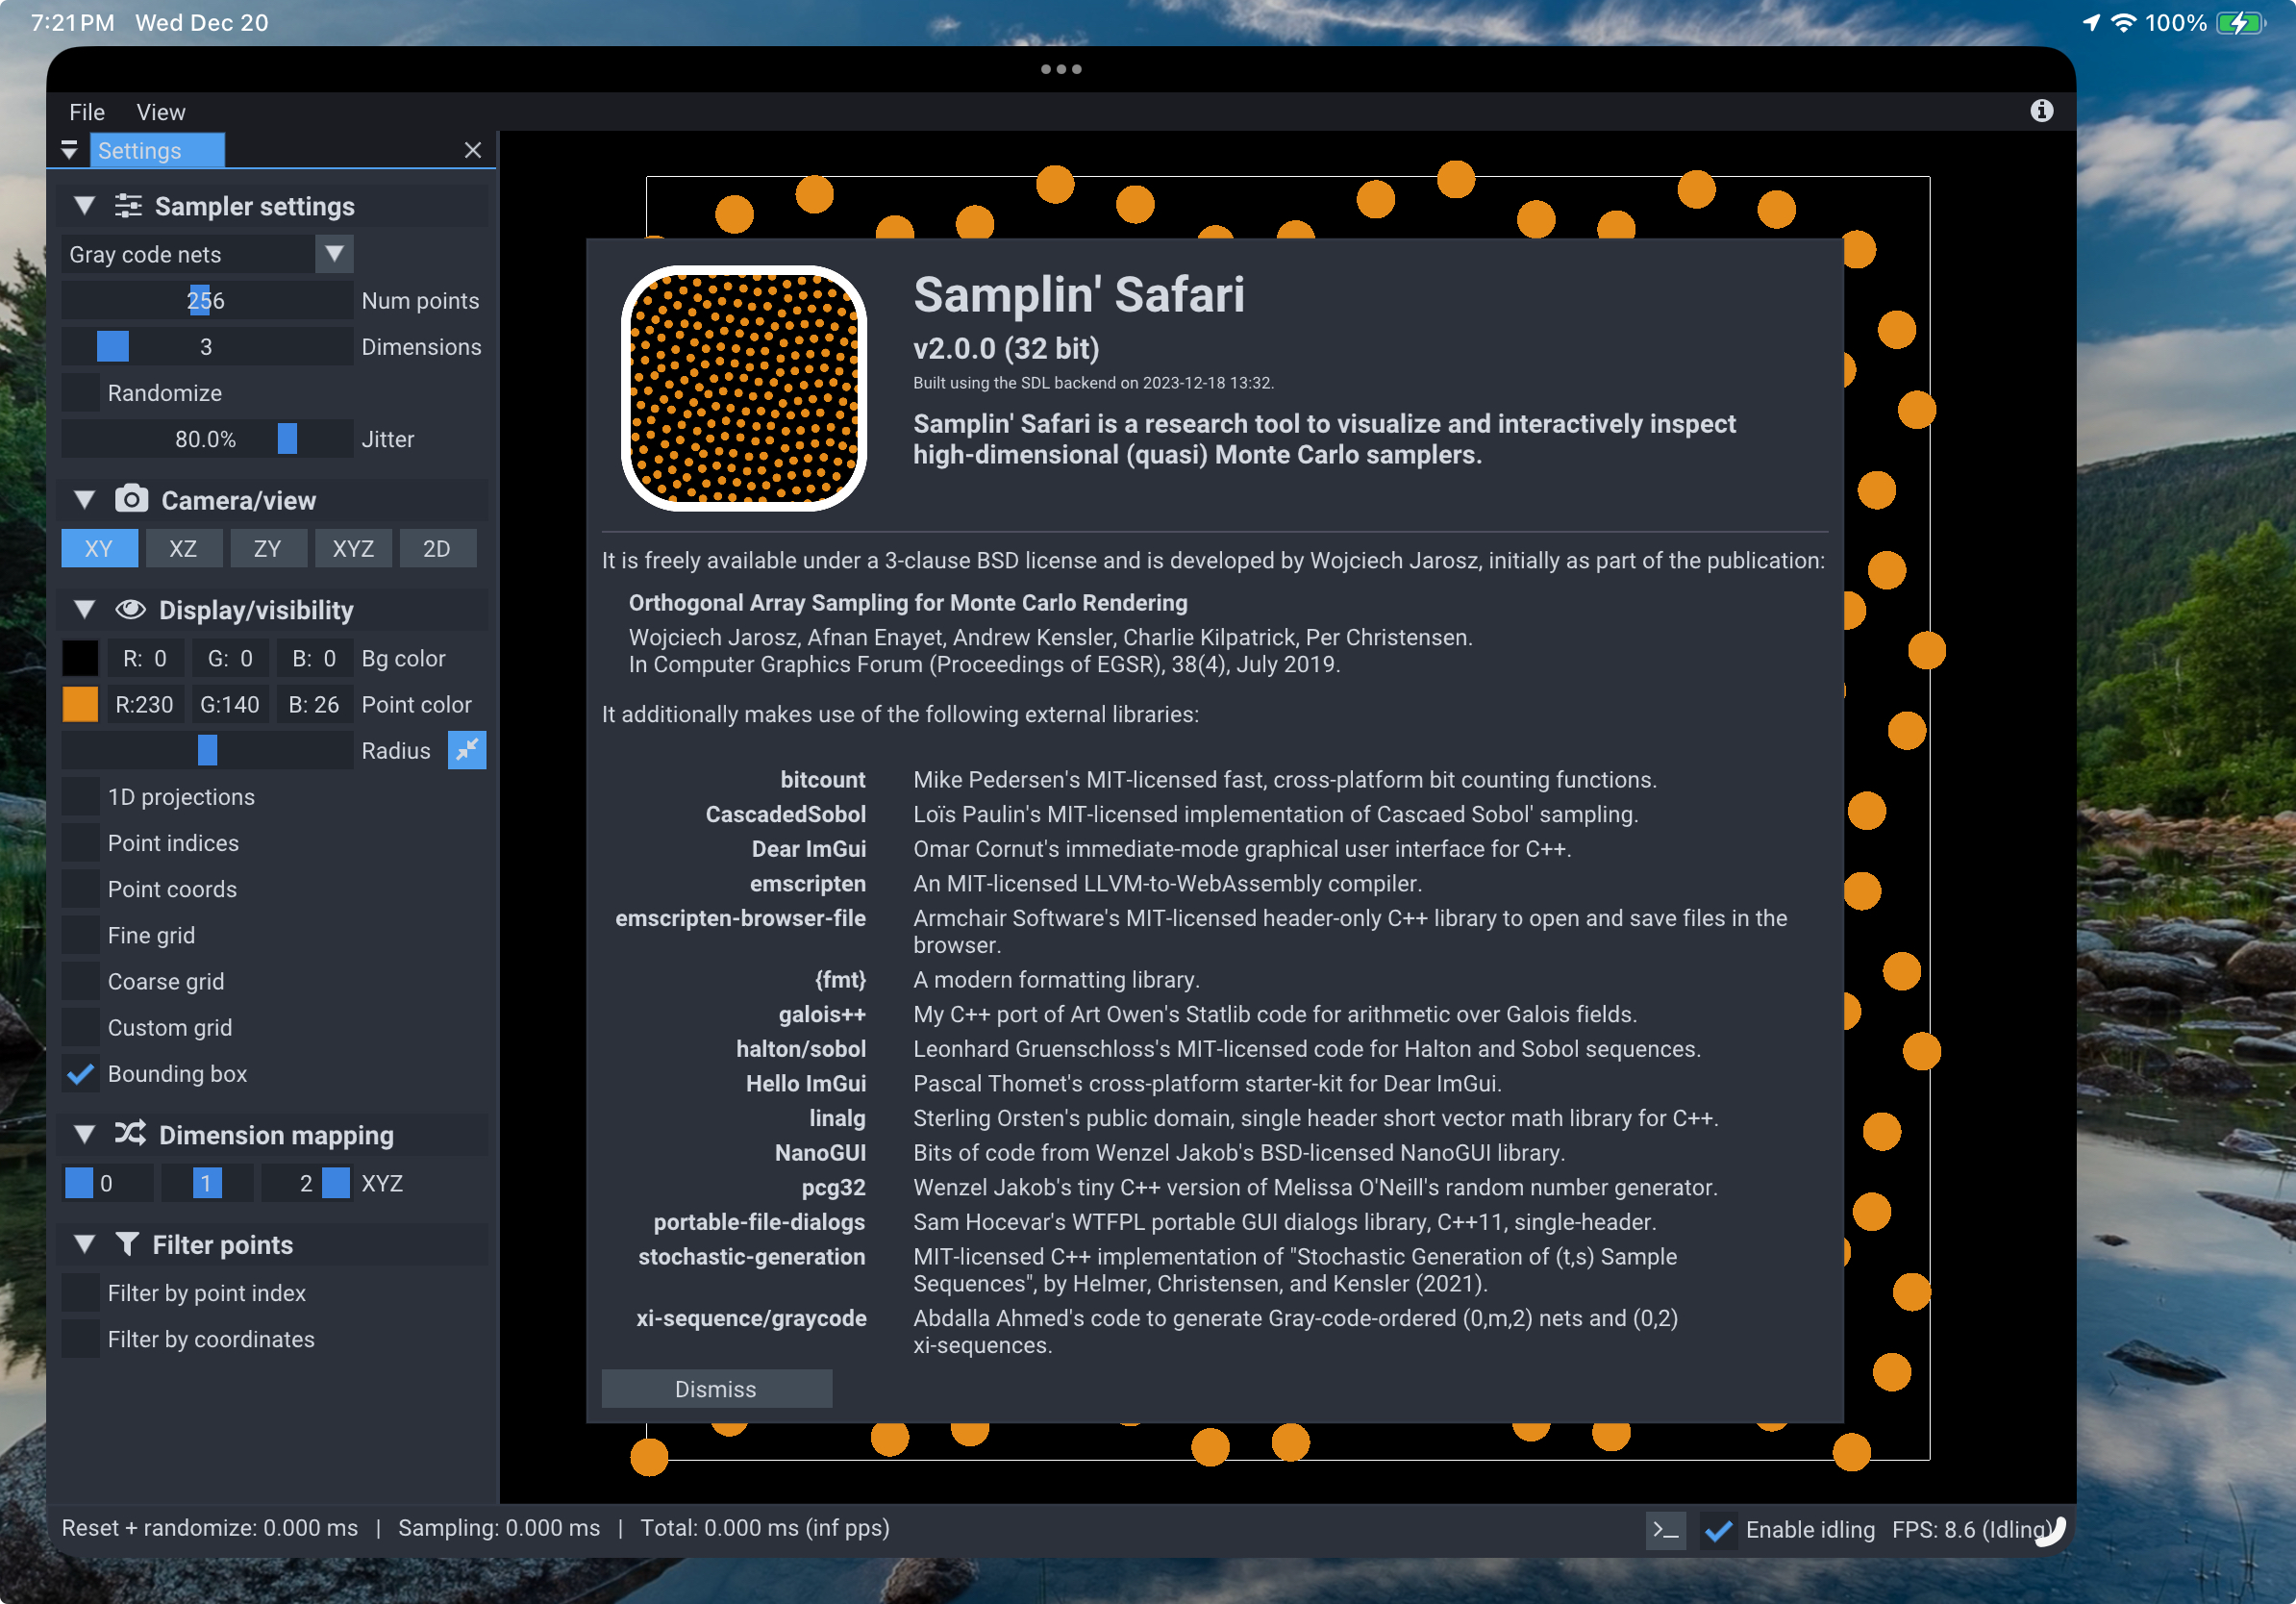 7:21 PM Wed Dec 20
100%
File View
Settings
Sampler settings
Gray code nets
256 Num points
3 Dimensions
Randomize
80.0% Jitter
Camera/view
XY XZ ZY XYZ 2D
Display/visibility
R: 0 G: 0 B: 0 Bg color
R:230 G:140 B: 26 Point color
Radius
1D projections
Point indices
Point coords
Fine grid
Coarse grid
Custom grid
Bounding box
Dimension mapping
0 1 2 XYZ
Filter points
Filter by point index
Filter by coordinates
Samplin' Safari
v2.0.0 (32 bit)
Built using the SDL backend on 2023-12-18 13:32.
Samplin' Safari is a research tool to visualize and interactively inspect
high-dimensional (quasi) Monte Carlo samplers.
It is freely available under a 3-clause BSD license and is developed by Wojciech Jarosz, initially as part of the publication:
Orthogonal Array Sampling for Monte Carlo Rendering
Wojciech Jarosz, Afnan Enayet, Andrew Kensler, Charlie Kilpatrick, Per Christensen.
In Computer Graphics Forum (Proceedings of EGSR), 38(4), July 2019.
It additionally makes use of the following external libraries:
bitcount Mike Pedersen's MIT-licensed fast, cross-platform bit counting functions.
CascadedSobol Loïs Paulin's MIT-licensed implementation of Cascaed Sobol' sampling.
Dear ImGui Omar Cornut's immediate-mode graphical user interface for C++.
emscripten An MIT-licensed LLVM-to-WebAssembly compiler.
emscripten-browser-file Armchair Software's MIT-licensed header-only C++ library to open and save files in the
browser.
{fmt} A modern formatting library.
galois++ My C++ port of Art Owen's Statlib code for arithmetic over Galois fields.
halton/sobol Leonhard Gruenschloss's MIT-licensed code for Halton and Sobol sequences.
Hello ImGui Pascal Thomet's cross-platform starter-kit for Dear ImGui.
linalg Sterling Orsten's public domain, single header short vector math library for C++.
NanoGUI Bits of code from Wenzel Jakob's BSD-licensed NanoGUI library.
pcg32 Wenzel Jakob's tiny C++ version of Melissa O'Neill's random number generator.
portable-file-dialogs Sam Hocevar's WTFPL portable GUI dialogs library, C++11, single-header.
stochastic-generation MIT-licensed C++ implementation of "Stochastic Generation of (t,s) Sample
Sequences", by Helmer, Christensen, and Kensler (2021).
xi-sequence/graycode Abdalla Ahmed's code to generate Gray-code-ordered (0,m,2) nets and (0,2)
xi-sequences.
Dismiss
Reset + randomize: 0.000 ms | Sampling: 0.000 ms | Total: 0.000 ms (inf pps)
Enable idling FPS: 8.6 (Idling)